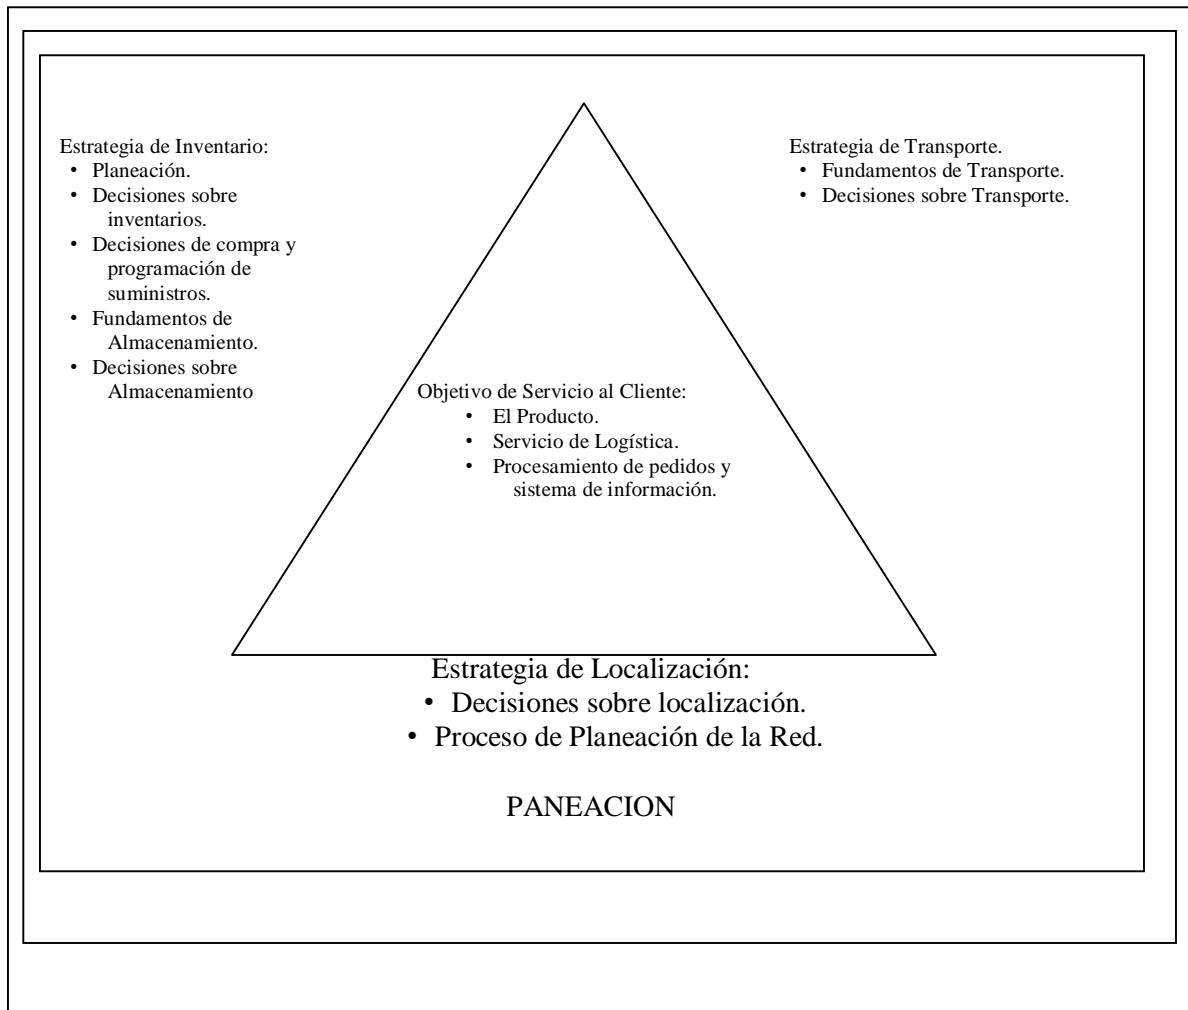 Estrategia de Inventario:
• Planeación.
• Decisiones sobre
inventarios.
• Decisiones de compra y
programación de
suministros.
• Fundamentos de
Almacenamiento.
• Decisiones sobre
Almacenamiento
Estrategia de Transporte.
• Fundamentos de Transporte.
• Decisiones sobre Transporte.
Objetivo de Servicio al Cliente:
• El Producto.
• Servicio de Logística.
• Procesamiento de pedidos y
sistema de información.
Estrategia de Localización:
• Decisiones sobre localización.
• Proceso de Planeación de la Red.
PANEACION